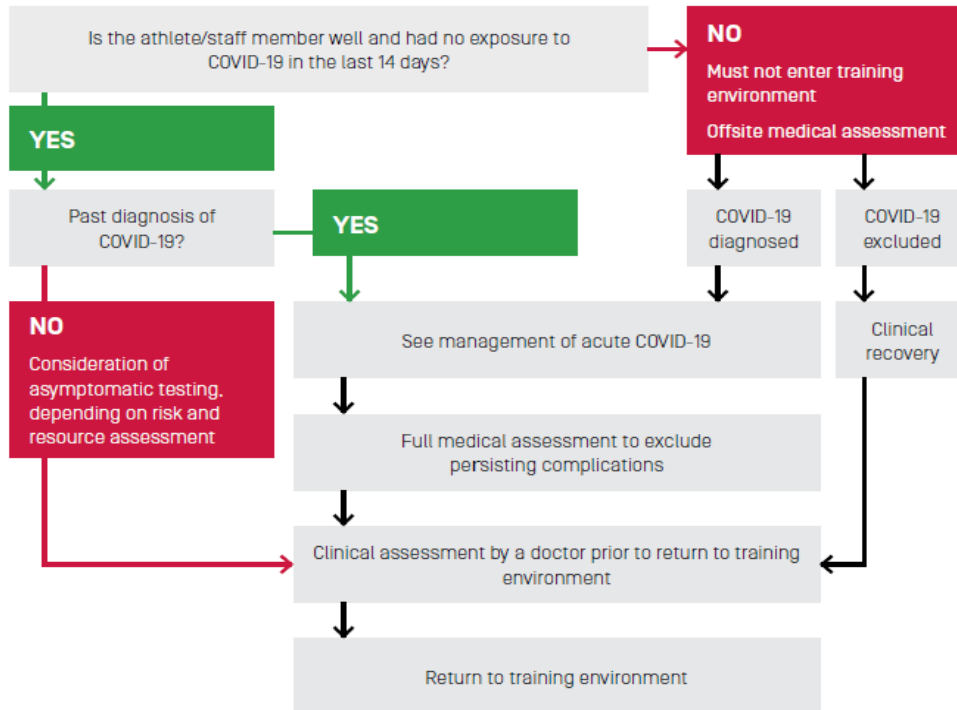 Is the athlete/staff member well and had no exposure to
COVID-19 in the last 14 days?
NO
Must not enter training
environment
Offsite medical assessment
YES
Past diagnosis of
COVID-19?
YES
COVID-19
diagnosed
COVID-19
excluded
NO
Consideration of
asymptomatic testing,
depending on risk and
resource assessment
See management of acute COVID-19
Clinical
recovery
Full medical assessment to exclude
persisting complications
Clinical assessment by a doctor prior to return to training
environment
Return to training environment